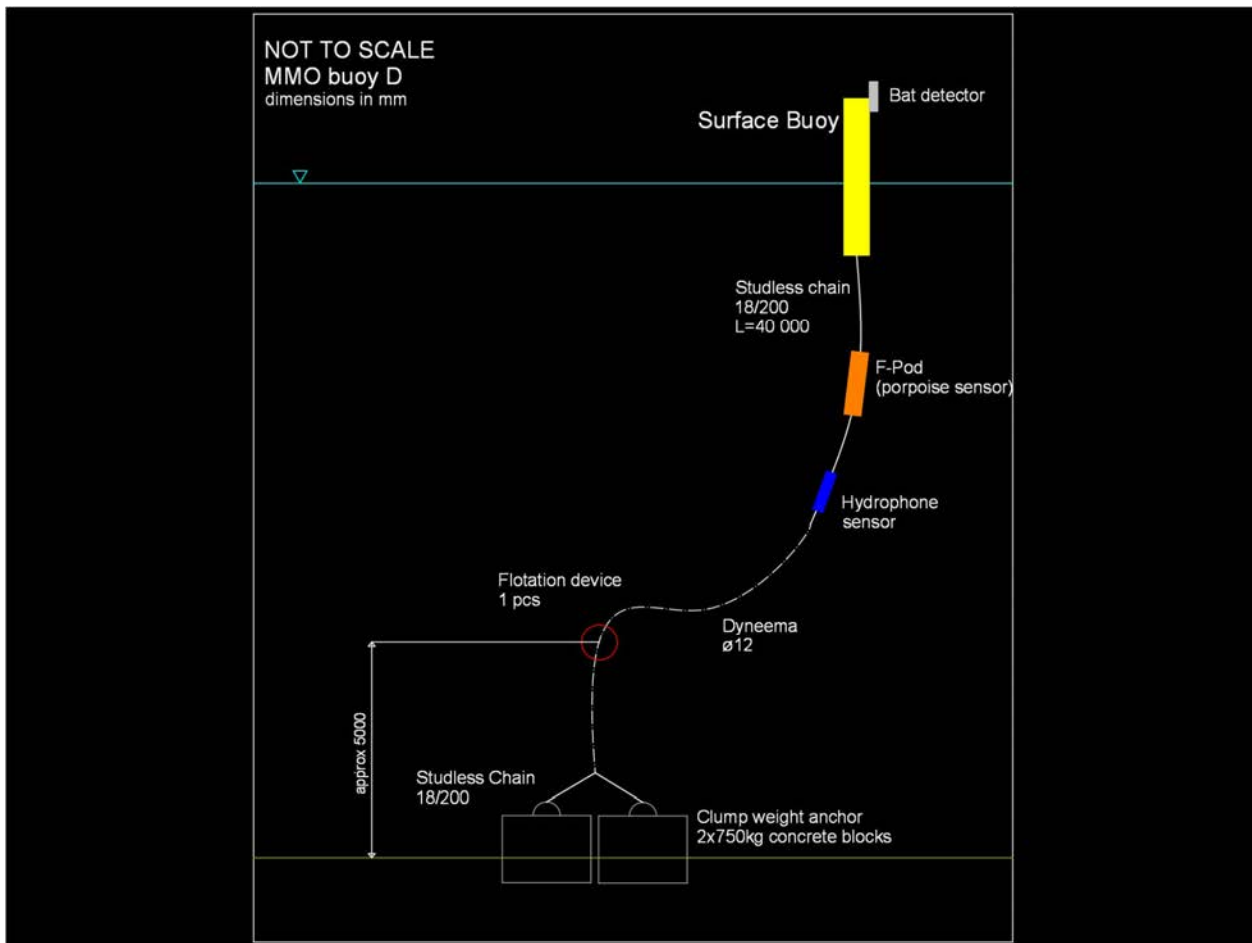 NOT TO SCALE
MMO buoy D
dimensions in mm
Bat detector
Surface Buoy
Studless chain
18/200
L=40 000
F-Pod
(porpoise sensor)
Hydrophone
sensor
Flotation device
1 pcs
Dyneema
ø12
approx 5000
Studless Chain
18/200
Clump weight anchor
2x750kg concrete blocks